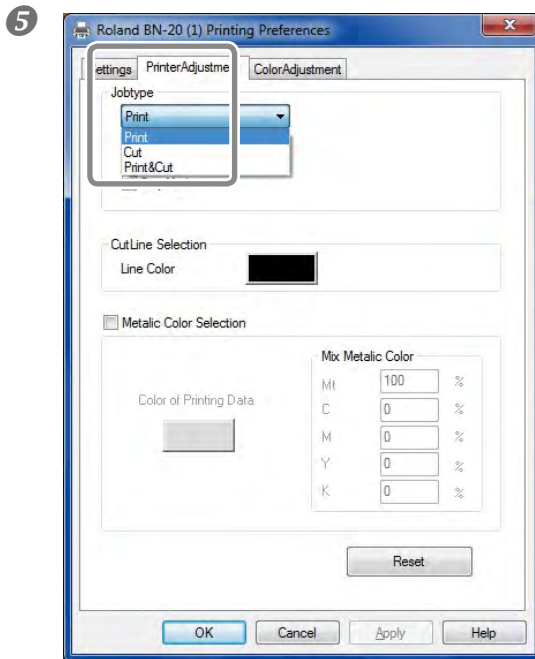 5
Roland BN-20 (1) Printing Preferences
ettings PrinterAdjustme ColorAdjustment
Jobtype
Print
Print
Cut
Print&Cut
CutLine Selection
Line Color
Metalic Color Selection
Mix Metalic Color
Color of Printing Data
Mt 100 %
C 0 %
M 0 %
Y 0 %
K 0 %
Reset
OK Cancel Apply Help